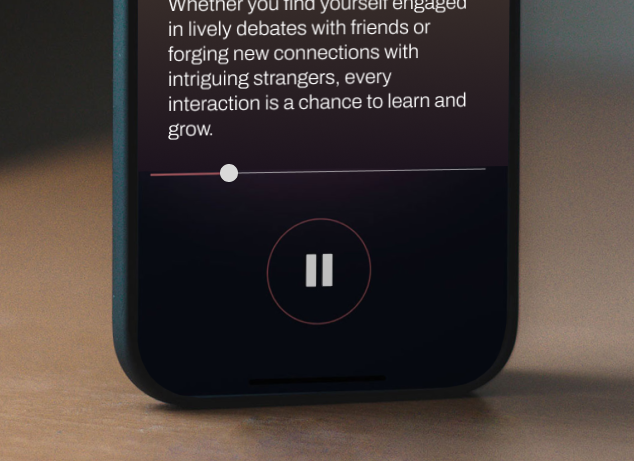 Whether you find yourself engaged
in lively debates with friends or
forging new connections with
intriguing strangers, every
interaction is a chance to learn and
grow.